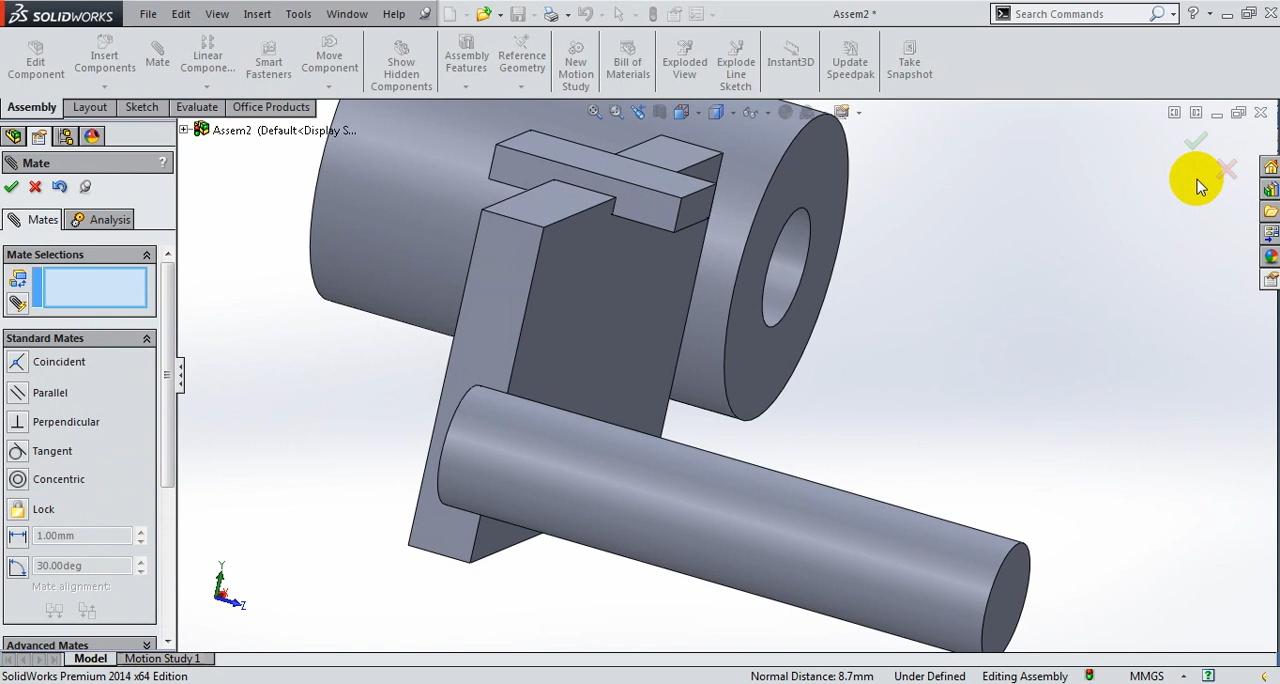 SOLIDWORKS File Edit View Insert Tools Window Help Assem2 * Search Commands
Edit Component
Insert Components
Mate
Linear Compone...
Smart Fasteners
Move Component
Show Hidden Components
Assembly Features
Reference Geometry
New Motion Study
Bill of Materials
Exploded View
Explode Line Sketch
Instant3D
Update Speedpak
Take Snapshot
Assembly Layout Sketch Evaluate Office Products
Assem2 (Default<Display S...
Mate ?
Mates Analysis
Mate Selections
Standard Mates
Coincident
Parallel
Perpendicular
Tangent
Concentric
Lock
1.00mm
30.00deg
Mate alignment:
Advanced Mates
Y
X
Z
Model Motion Study 1
SolidWorks Premium 2014 x64 Edition Normal Distance: 8.7mm Under Defined Editing Assembly MMGS ?